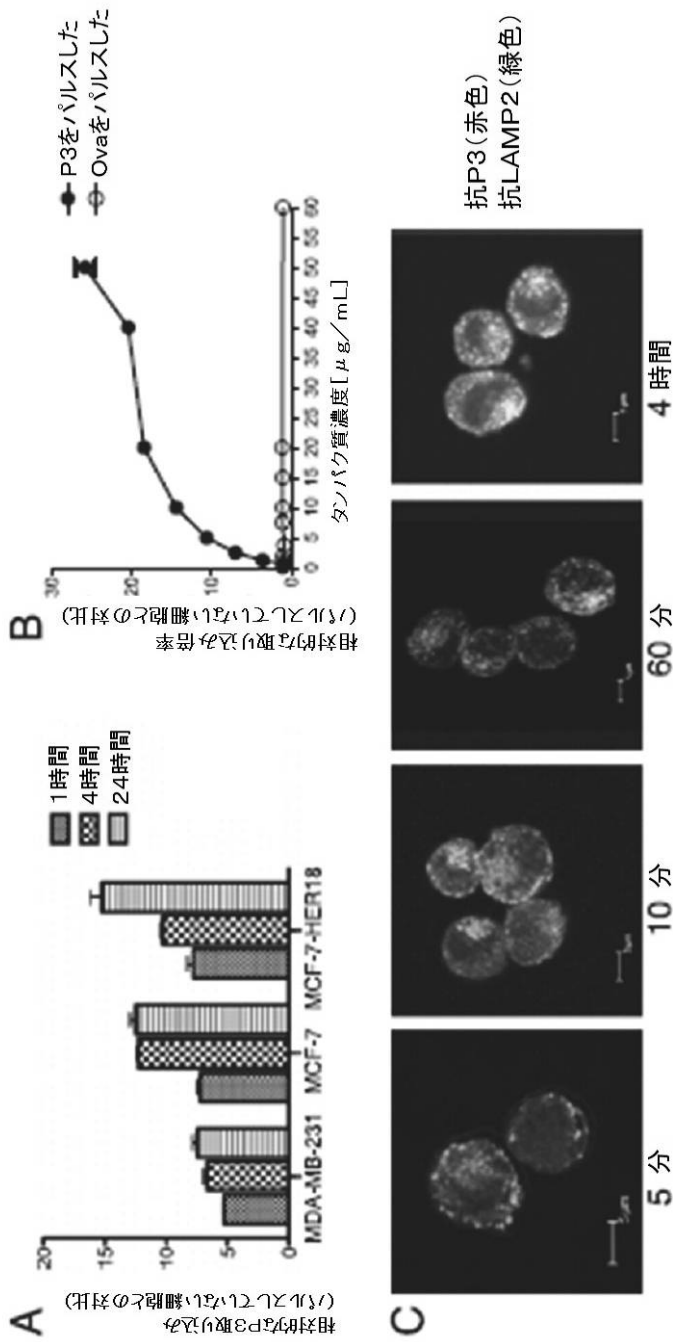 A
相対的なP3取り込み
(パルスしていない細胞との対比)
20
15
10
5
0
MDA-MB-231
MCF-7
MCF-7-HER18
1時間
4時間
24時間
B
相対的な取り込み倍率
(パルスしていない細胞との対比)
30
20
10
0
0 5 10 15 20 25 30 35 40 45 50 55 60
タンパク質濃度[μg/mL]
P3をパルスした
Ovaをパルスした
C
5 分
10 分
60 分
4 時間
抗P3(赤色)
抗LAMP2(緑色)